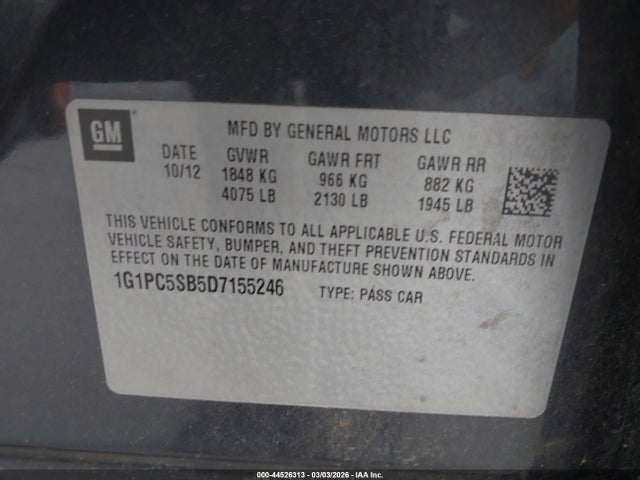 GM
MFD BY GENERAL MOTORS LLC
DATE GVWR GAWR FRT GAWR RR
10/12 1848 KG 966 KG 882 KG
4075 LB 2130 LB 1945 LB
THIS VEHICLE CONFORMS TO ALL APPLICABLE U.S. FEDERAL MOTOR
VEHICLE SAFETY, BUMPER, AND THEFT PREVENTION STANDARDS IN
EFFECT ON THE DATE OF MANUFACTURE SHOWN ABOVE.
1G1PC5SB5D7155246 TYPE: PASS CAR
000-44526313 - 03/03/2026 - IAA Inc.